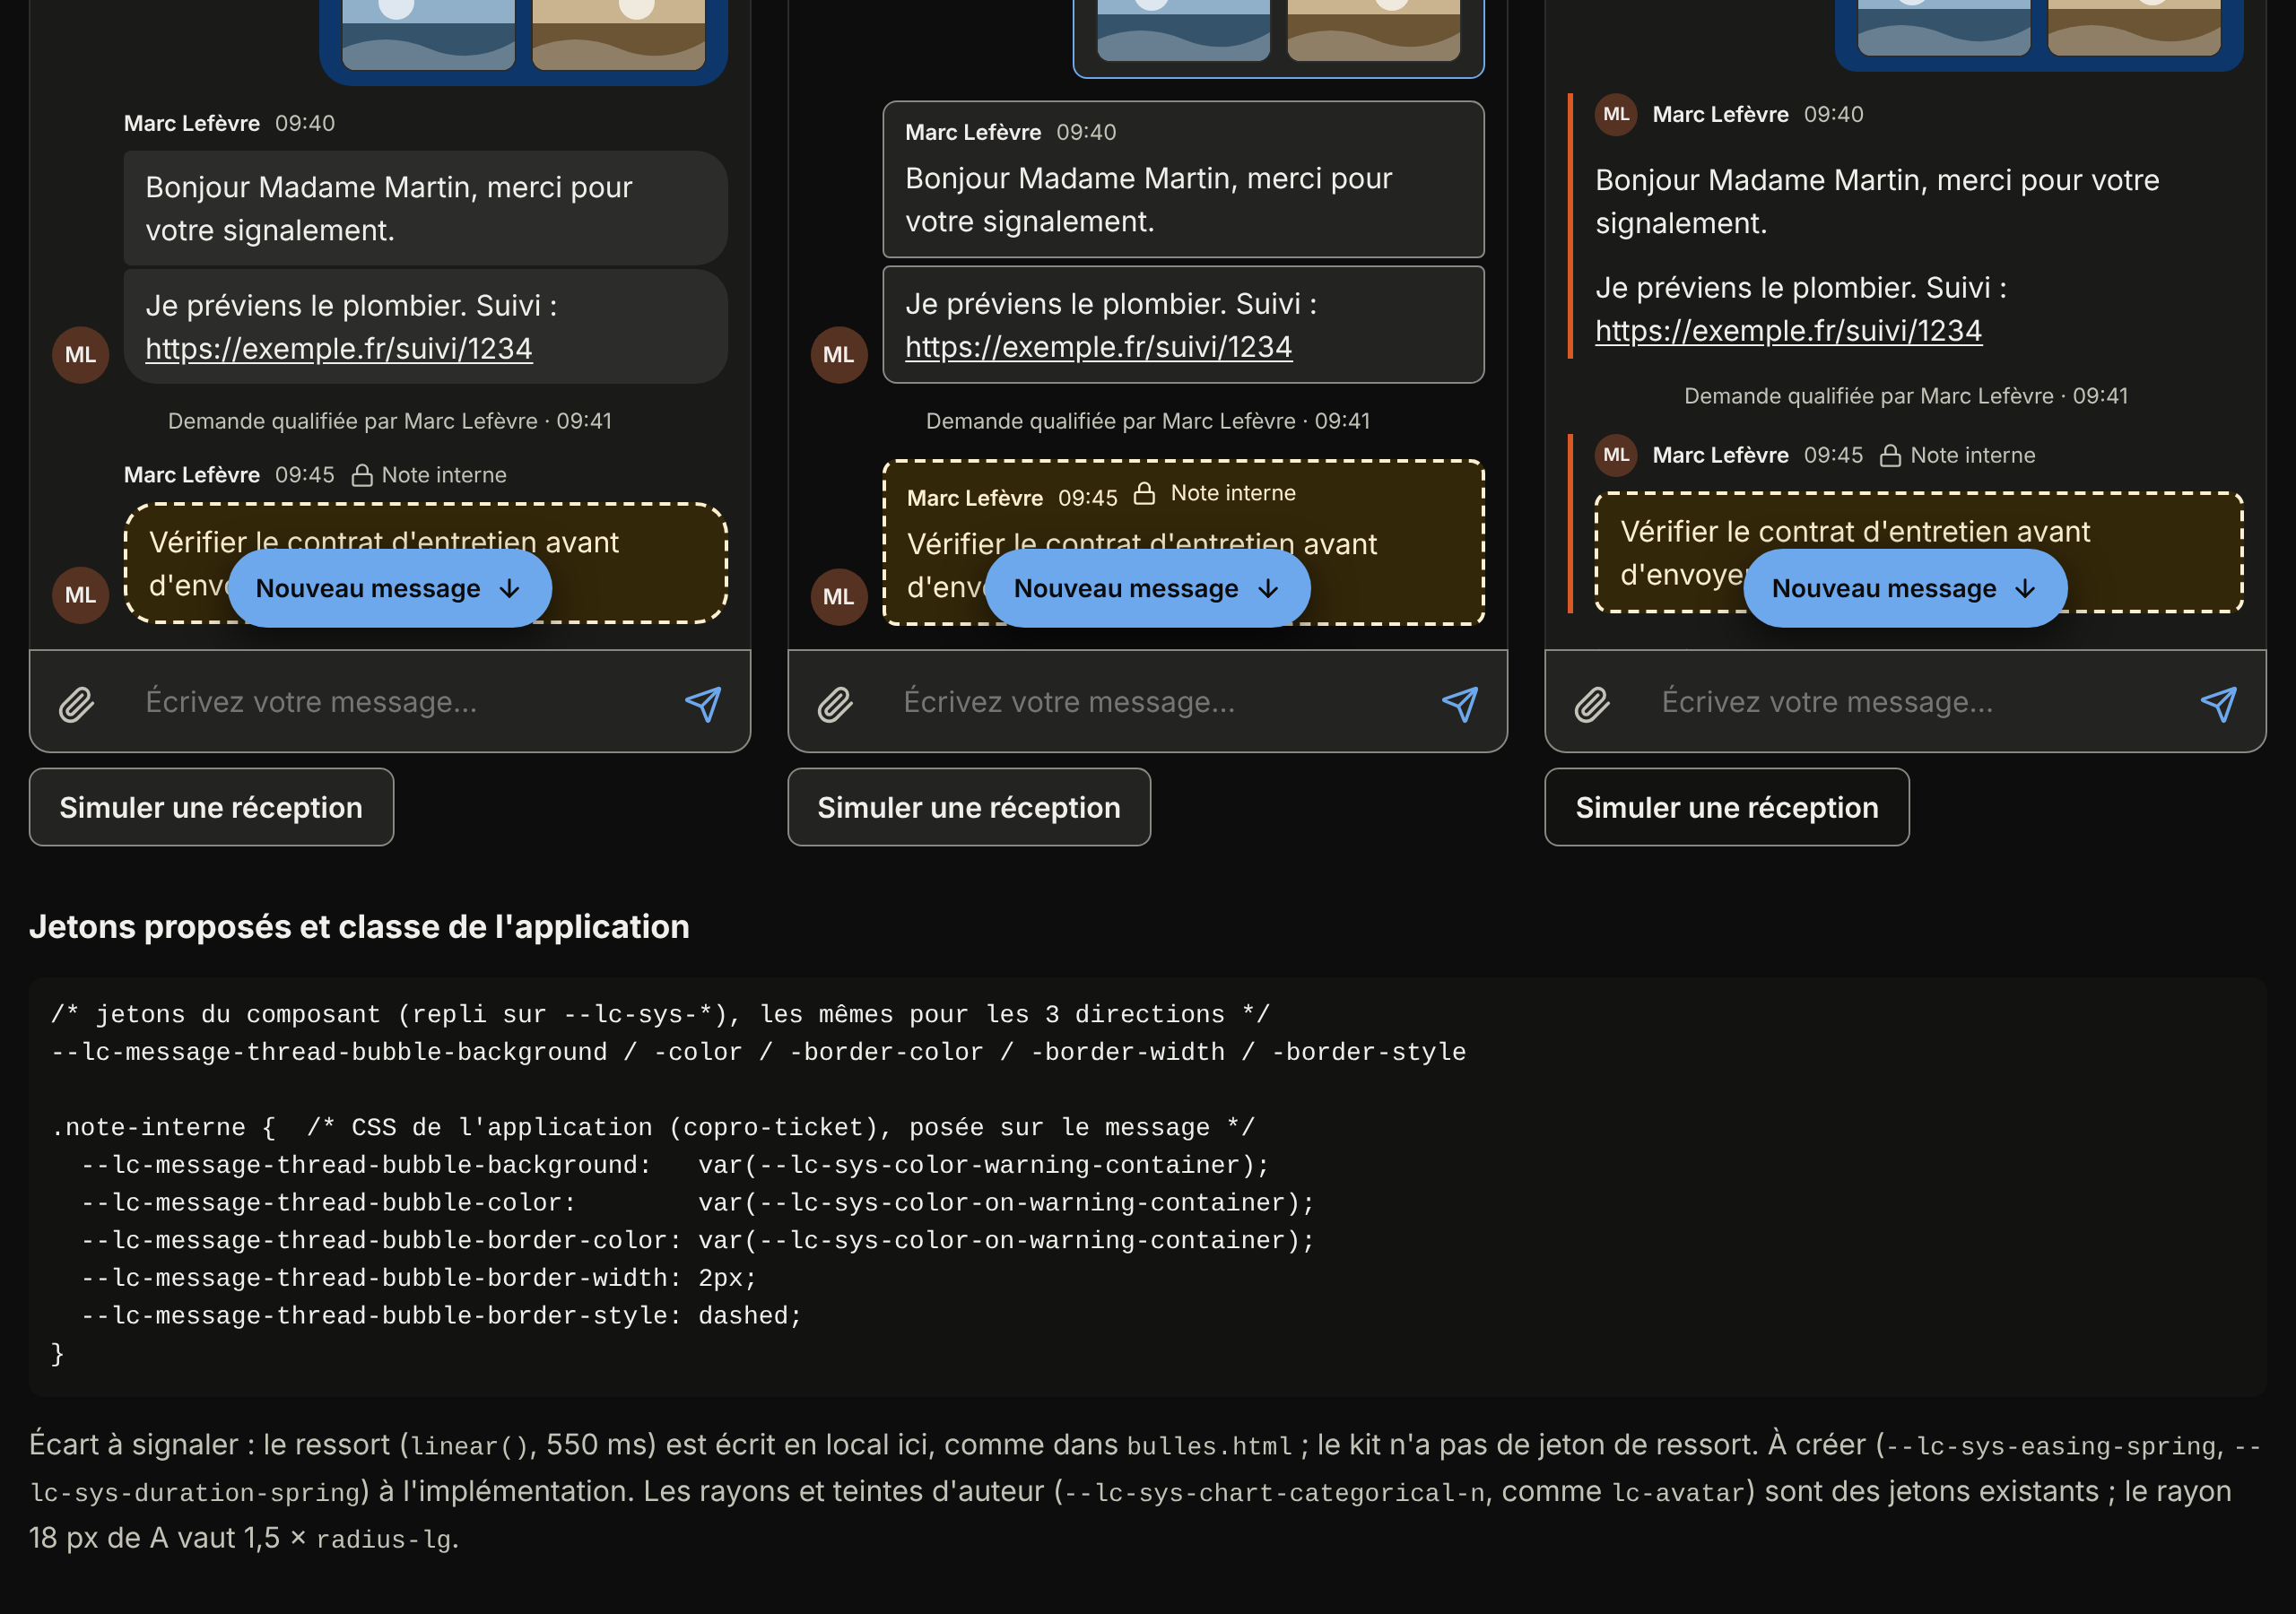 Marc Lefèvre 09:40
Bonjour Madame Martin, merci pour
votre signalement.
Je préviens le plombier. Suivi :
https://exemple.fr/suivi/1234
ML
Demande qualifiée par Marc Lefèvre · 09:41
Marc Lefèvre 09:45 Note interne
Vérifier le contrat d'entretien avant
d'envo
ML
Nouveau message
Écrivez votre message...
Simuler une réception
Marc Lefèvre 09:40
Bonjour Madame Martin, merci pour
votre signalement.
Je préviens le plombier. Suivi :
https://exemple.fr/suivi/1234
ML
Demande qualifiée par Marc Lefèvre · 09:41
Marc Lefèvre 09:45 Note interne
Vérifier le contrat d'entretien avant
d'env
ML
Nouveau message
Écrivez votre message...
Simuler une réception
ML Marc Lefèvre 09:40
Bonjour Madame Martin, merci pour votre
signalement.
Je préviens le plombier. Suivi :
https://exemple.fr/suivi/1234
Demande qualifiée par Marc Lefèvre · 09:41
ML Marc Lefèvre 09:45 Note interne
Vérifier le contrat d'entretien avant
d'envoye
Nouveau message
Écrivez votre message...
Simuler une réception
Jetons proposés et classe de l'application
/* jetons du composant (repli sur --lc-sys-*), les mêmes pour les 3 directions */
--lc-message-thread-bubble-background / -color / -border-color / -border-width / -border-style
.note-interne {  /* CSS de l'application (copro-ticket), posée sur le message */
  --lc-message-thread-bubble-background:   var(--lc-sys-color-warning-container);
  --lc-message-thread-bubble-color:        var(--lc-sys-color-on-warning-container);
  --lc-message-thread-bubble-border-color: var(--lc-sys-color-on-warning-container);
  --lc-message-thread-bubble-border-width: 2px;
  --lc-message-thread-bubble-border-style: dashed;
}
Écart à signaler : le ressort (linear(), 550 ms) est écrit en local ici, comme dans bulles.html ; le kit n'a pas de jeton de ressort. À créer (--lc-sys-easing-spring, --
lc-sys-duration-spring) à l'implémentation. Les rayons et teintes d'auteur (--lc-sys-chart-categorical-n, comme lc-avatar) sont des jetons existants ; le rayon
18 px de A vaut 1,5 × radius-lg.